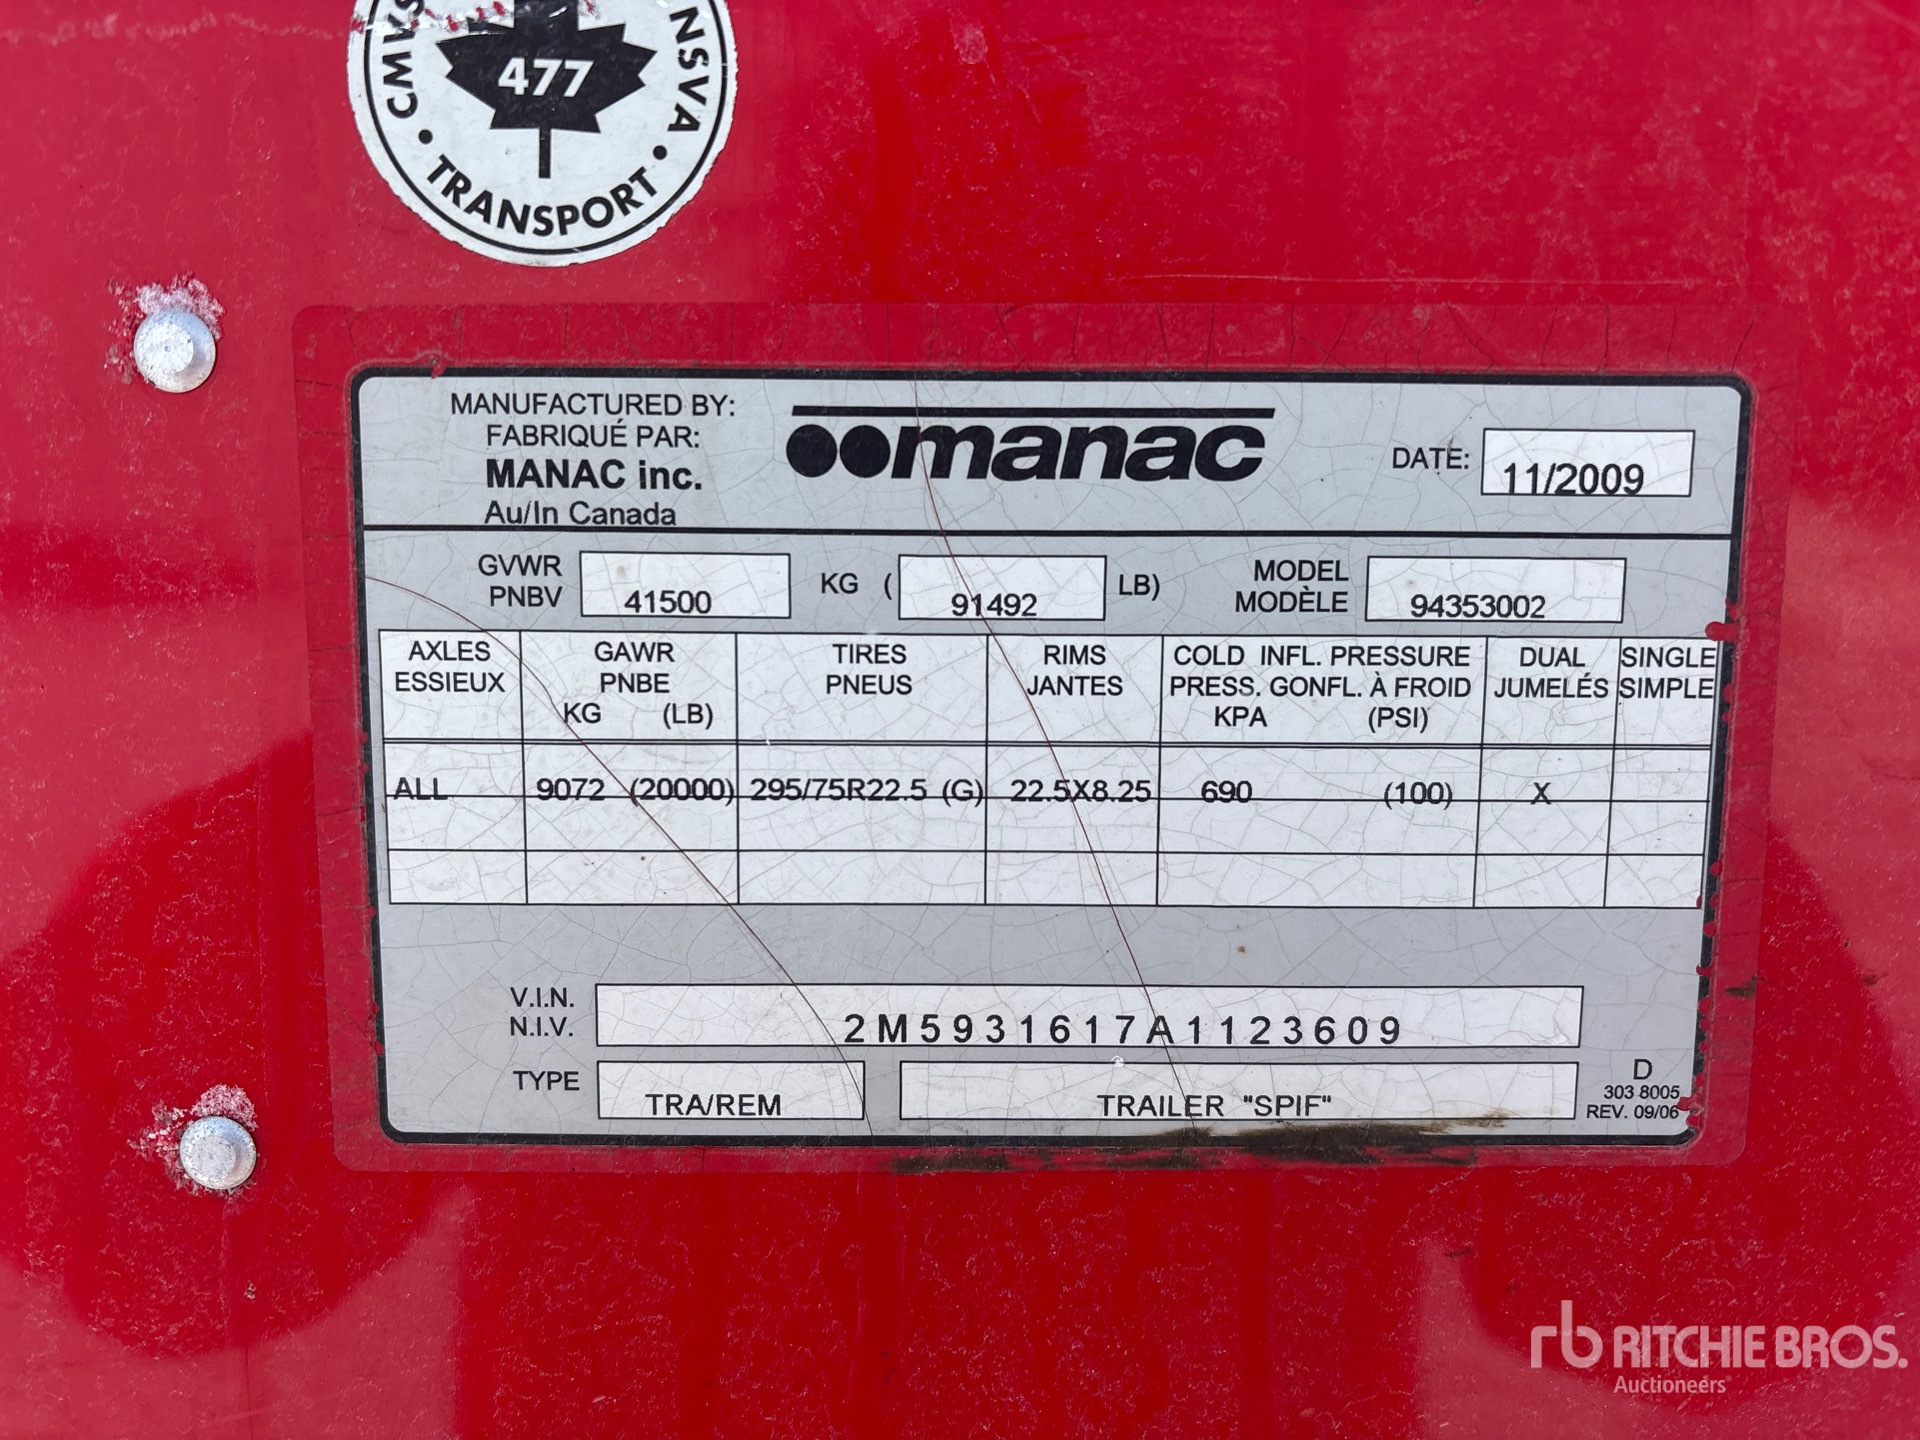 CMVS
NSVA
477
• TRANSPORT •
MANUFACTURED BY:
FABRIQUÉ PAR:
MANAC inc.
Au/In Canada
manac
DATE: 11/2009
GVWR
PNBV
41500 KG ( 91492 LB)
MODEL
MODÈLE
94353002
AXLES
ESSIEUX
GAWR
PNBE
KG (LB)
TIRES
PNEUS
RIMS
JANTES
COLD INFL. PRESSURE
PRESS. GONFL. À FROID
KPA (PSI)
DUAL
JUMELÉS
SINGLE
SIMPLE
ALL 9072 (20000) 295/75R22.5 (G) 22.5X8.25 690 (100) X
V.I.N.
N.I.V.
2M5931617A1123609
TYPE TRA/REM TRAILER "SPIF"
D
303 8005
REV. 09/06
rb RITCHIE BROS.
Auctioneers